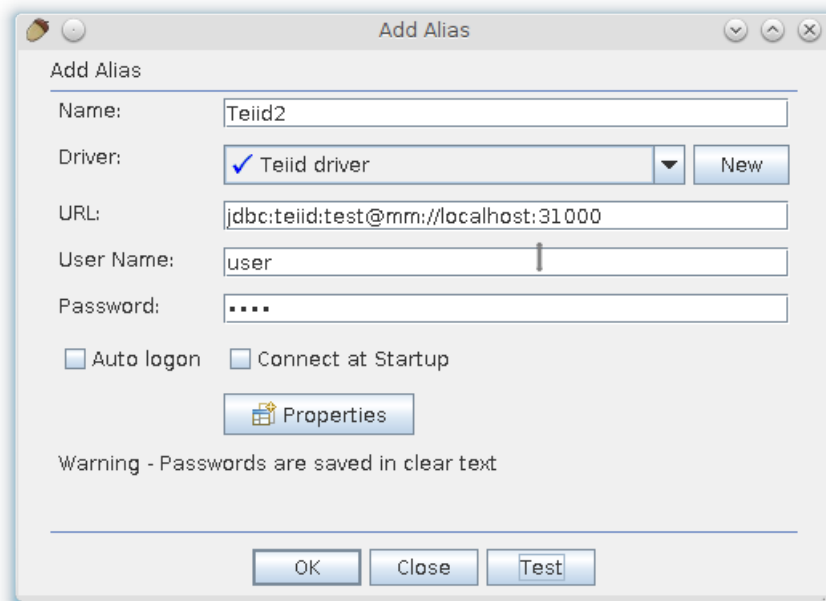 Add Alias
Add Alias
Name: Teiid2
Driver: Teiid driver New
URL: jdbc:teiid:test@mm://localhost:31000
User Name: user
Password: ▪▪▪▪
Auto logon Connect at Startup
Properties
Warning - Passwords are saved in clear text
OK Close Test